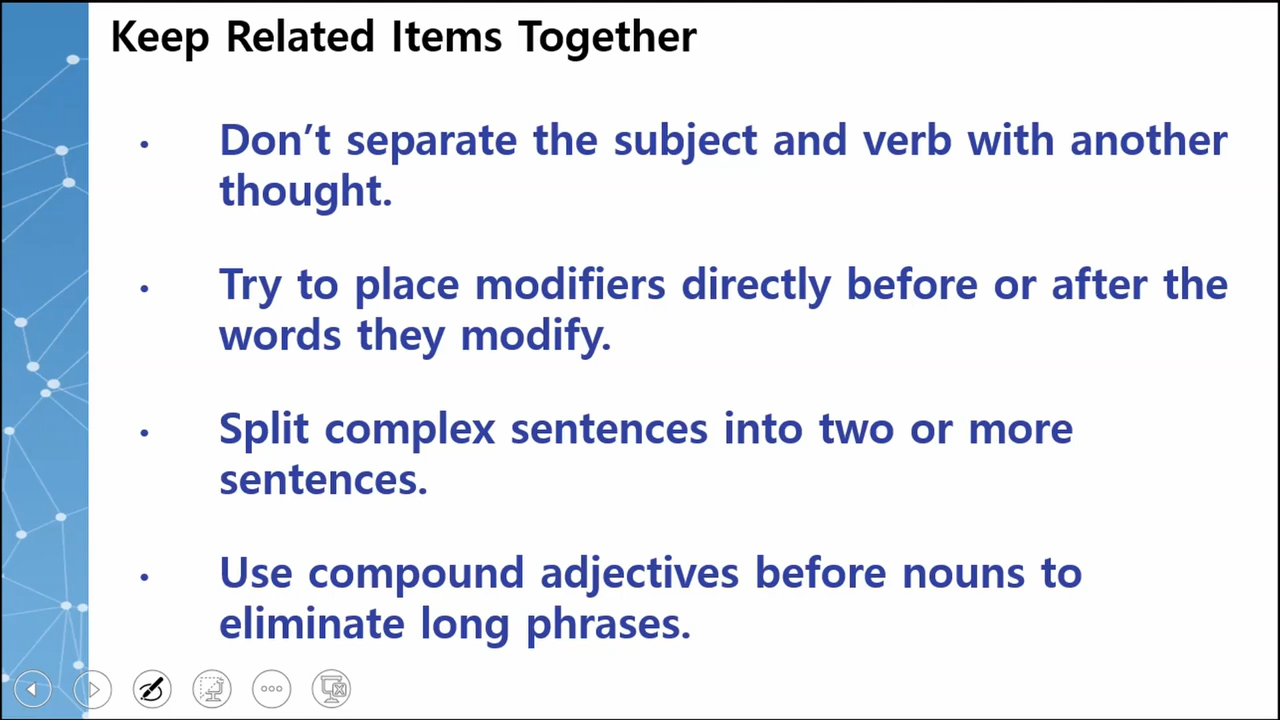 Keep Related Items Together
• Don’t separate the subject and verb with another
thought.
• Try to place modifiers directly before or after the
words they modify.
• Split complex sentences into two or more
sentences.
• Use compound adjectives before nouns to
eliminate long phrases.